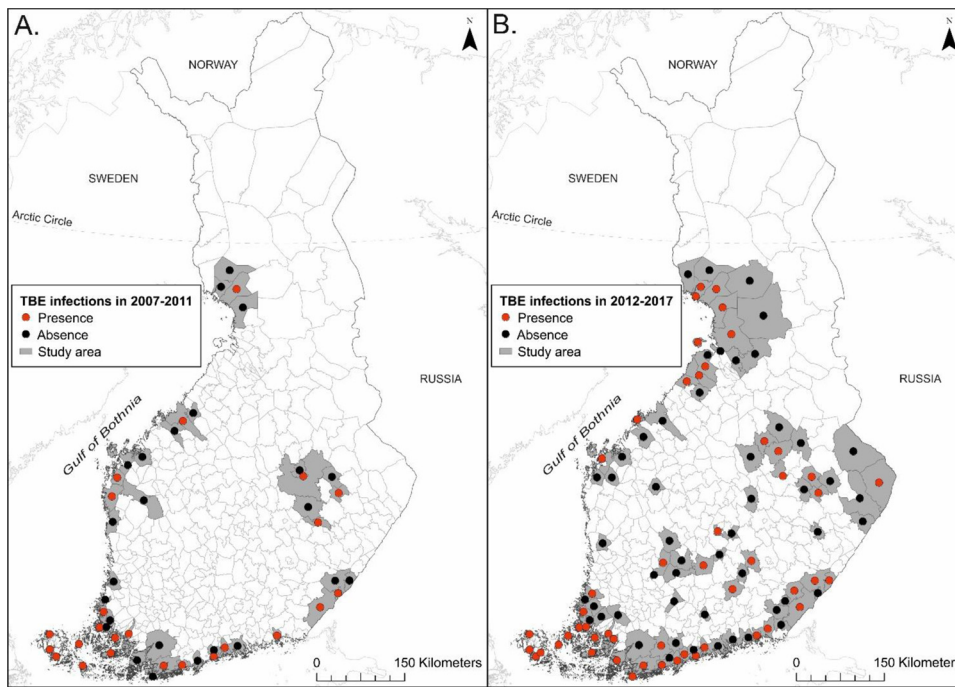 A.
N
NORWAY
SWEDEN
Arctic Circle
TBE infections in 2007-2011
Presence
Absence
Study area
RUSSIA
Gulf of Bothnia
0 150 Kilometers
B.
N
NORWAY
SWEDEN
Arctic Circle
TBE infections in 2012-2017
Presence
Absence
Study area
RUSSIA
Gulf of Bothnia
0 150 Kilometers